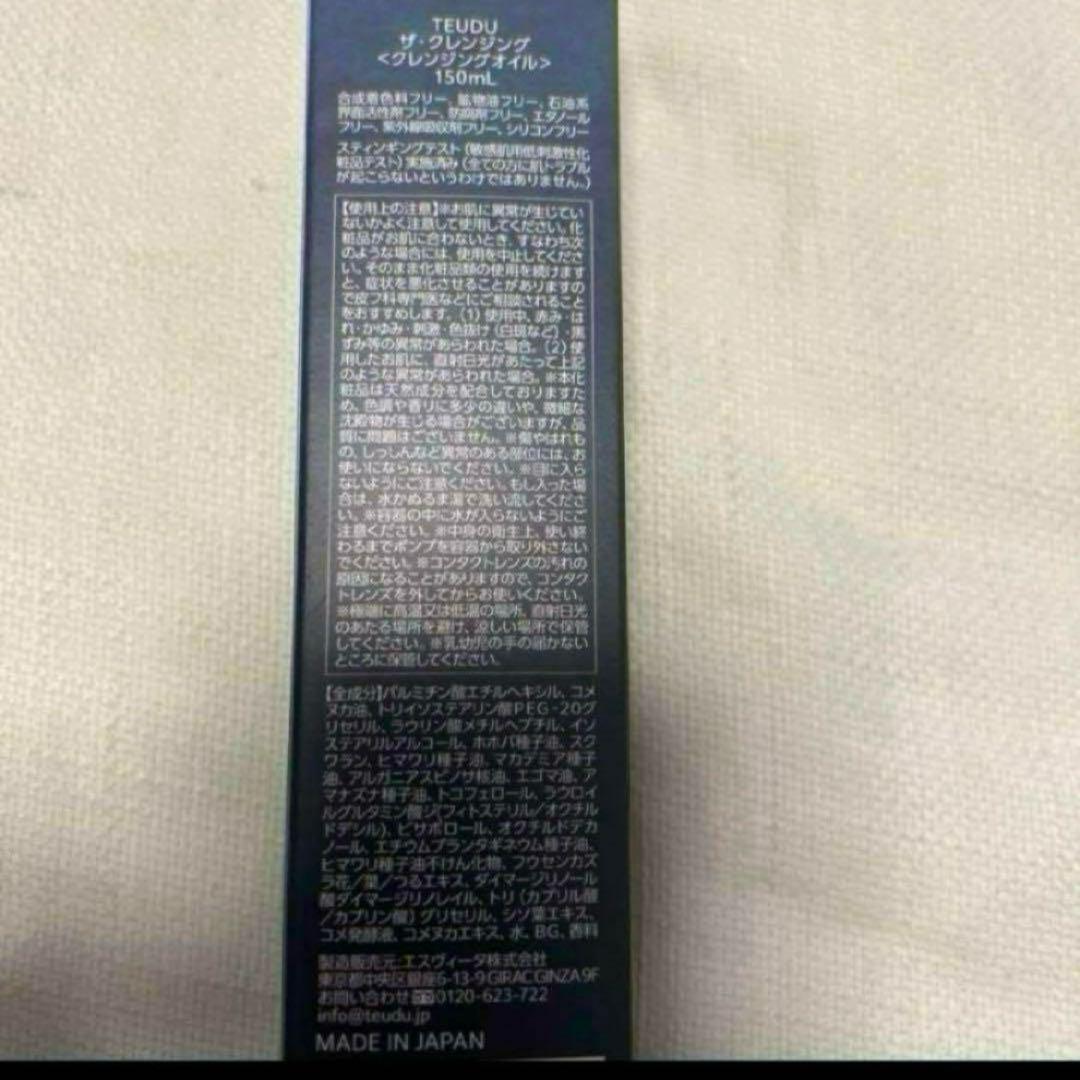 TEUDU
ザ・クレンジング
<クレンジングオイル>
150mL
合成着色料フリー、鉱物油フリー、石油系
界面活性剤フリー、防腐剤フリー、エタノール
フリー、紫外線吸収剤フリー、シリコンフリー
スティンギングテスト(敏感肌用低刺激性化
粧品テスト)実施済み(全ての方に肌トラブル
が起こらないというわけではありません。)
【使用上の注意】※お肌に異常が生じてい
ないかよく注意して使用してください。化
粧品がお肌に合わないとき、すなわち次
のような場合には、使用を中止してくださ
い。そのまま化粧品類の使用を続けます
と、症状を悪化させることがありますの
で皮フ科専門医などにご相談されること
をおすすめします。(1)使用中、赤み・は
れ・かゆみ・刺激・色抜け(白斑など)・黒
ずみ等の異常があらわれた場合。(2)使
用したお肌に、直射日光があたって上記
のような異常があらわれた場合。※本化
粧品は天然成分を配合しておりますた
め、色調や香りに多少の違いや、微細な
沈殿物が生じる場合がございますが、品
質に問題はございません。※傷やはれも
の、しっしんなど異常のある部位には、お
使いにならないでください。※目に入ら
ないようにご注意ください。もし入った場
合は、水かぬるま湯で洗い流してくださ
い。※容器の中に水が入らないようにご
注意ください。※中身の衛生上、使い終
わるまでポンプを容器から取り外さない
でください。※コンタクトレンズの汚れの
原因になることがありますので、コンタク
トレンズを外してからお使いください。
※極端に高温又は低温の場所、直射日光
のあたる場所を避け、涼しい場所で保管
してください。※乳幼児の手の届かない
ところに保管してください。
【全成分】パルミチン酸エチルヘキシル、コメ
ヌカ油、トリイソステアリン酸PEG-20グ
リセリル、ラウリン酸メチルヘプチル、イソ
ステアリルアルコール、ホホバ種子油、スク
ワラン、ヒマワリ種子油、マカデミア種子
油、アルガニアスピノサ核油、エゴマ油、ア
マナズナ種子油、トコフェロール、ラウロイ
ルグルタミン酸ジ(フィトステリル/オクチル
ドデシル)、ビサボロール、オクチルドデカ
ノール、エチウムプランタギネウム種子油、
ヒマワリ種子油不けん化物、フウセンカズ
ラ花/葉/つるエキス、ダイマージリノール
酸ダイマージリノレイル、トリ(カプリル酸
/カプリン酸)グリセリル、シソ葉エキス、
コメ発酵液、コメヌカエキス、水、BG、香料
製造販売元:エスヴィータ株式会社
東京都中央区銀座6-13-9 GIRAC GINZA 9F
お問い合わせ 0120-623-722
info@teudu.jp
MADE IN JAPAN